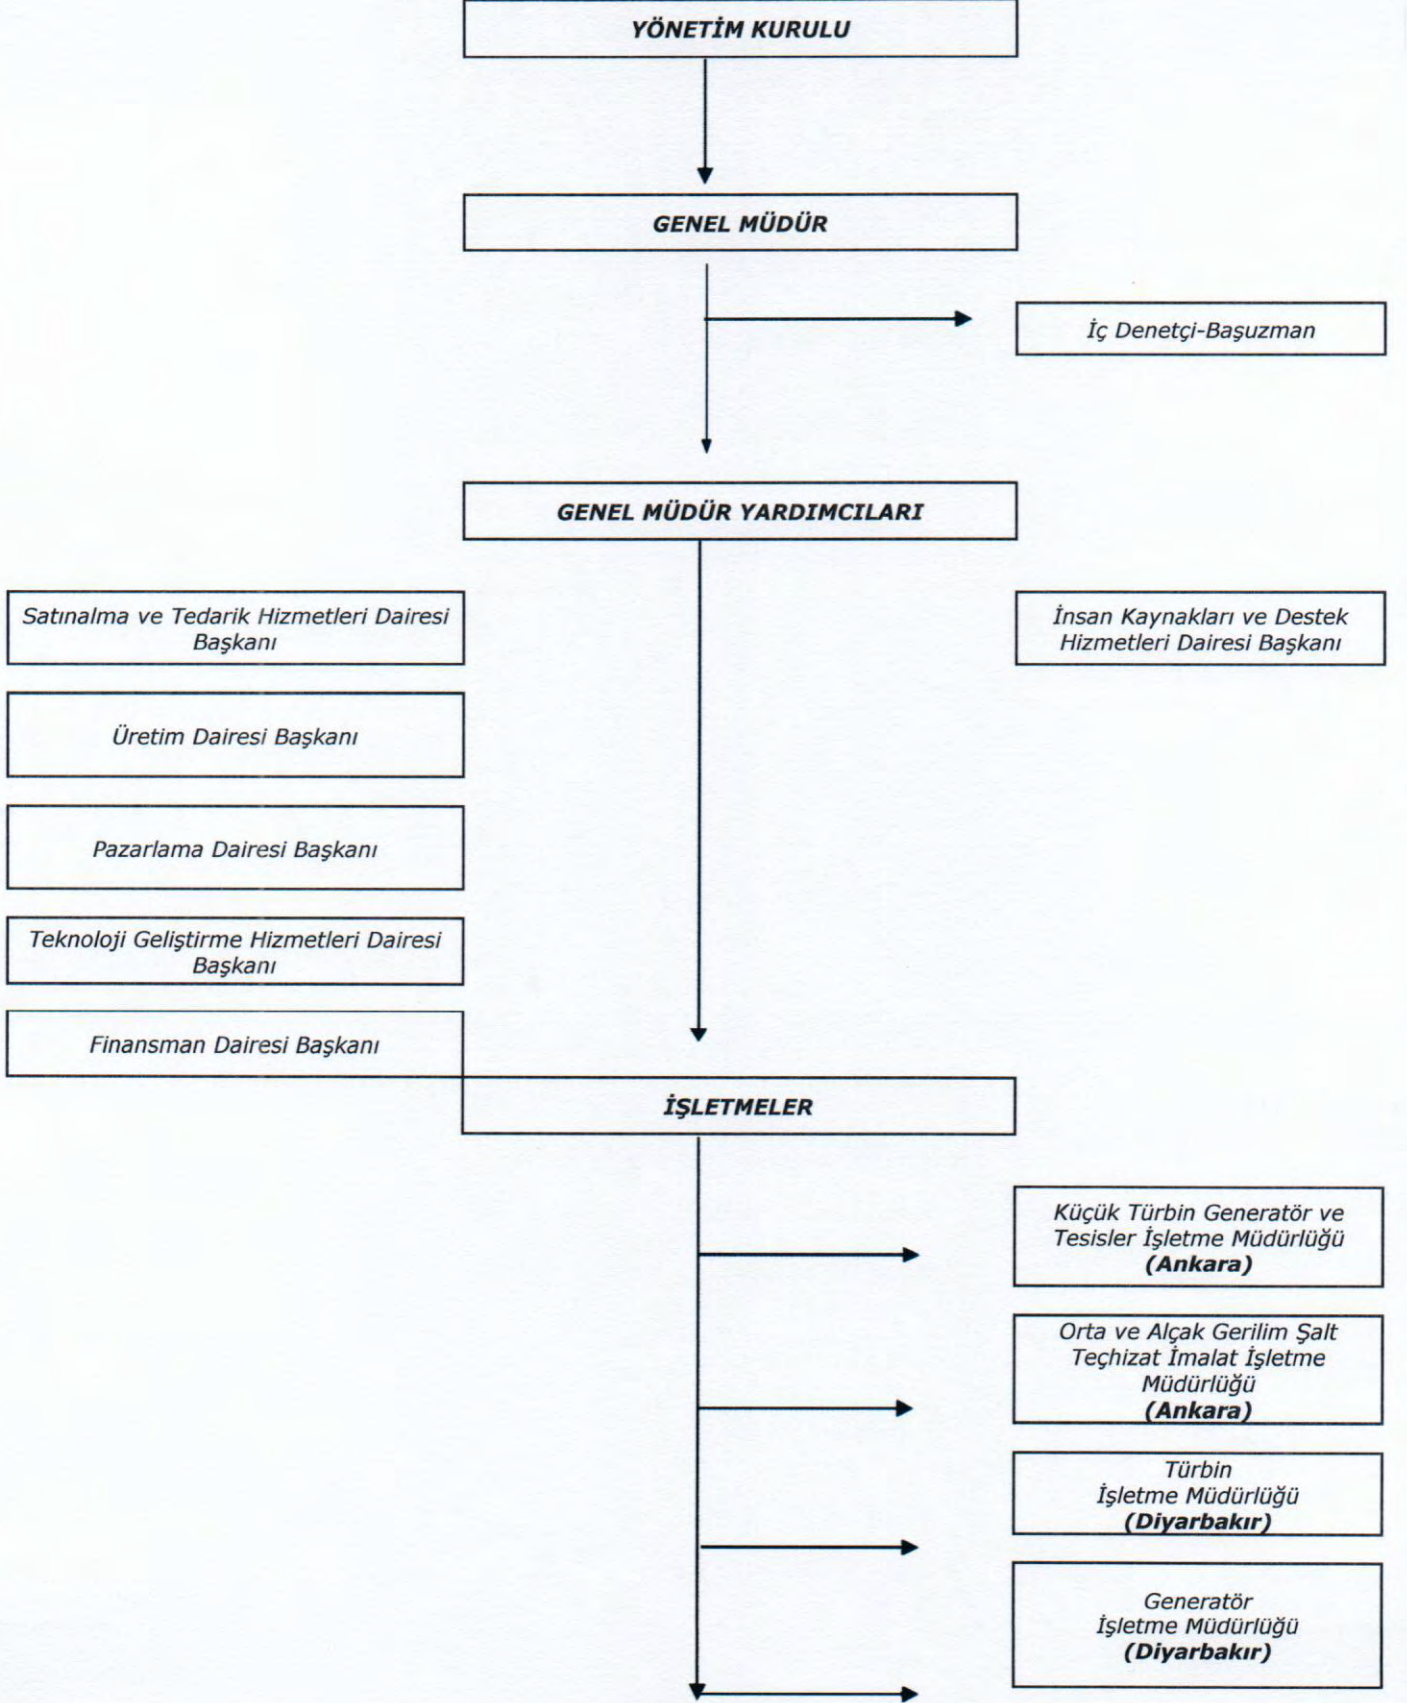 YÖNETİM KURULU
GENEL MÜDÜR
İç Denetçi-Başuzman
GENEL MÜDÜR YARDIMCILARI
Satınalma ve Tedarik Hizmetleri Dairesi
Başkanı
İnsan Kaynakları ve Destek
Hizmetleri Dairesi Başkanı
Üretim Dairesi Başkanı
Pazarlama Dairesi Başkanı
Teknoloji Geliştirme Hizmetleri Dairesi
Başkanı
Finansman Dairesi Başkanı
İŞLETMELER
Küçük Türbin Generatör ve
Tesisler İşletme Müdürlüğü
(Ankara)
Orta ve Alçak Gerilim Şalt
Teçhizat İmalat İşletme
Müdürlüğü
(Ankara)
Türbin
İşletme Müdürlüğü
(Diyarbakır)
Generatör
İşletme Müdürlüğü
(Diyarbakır)